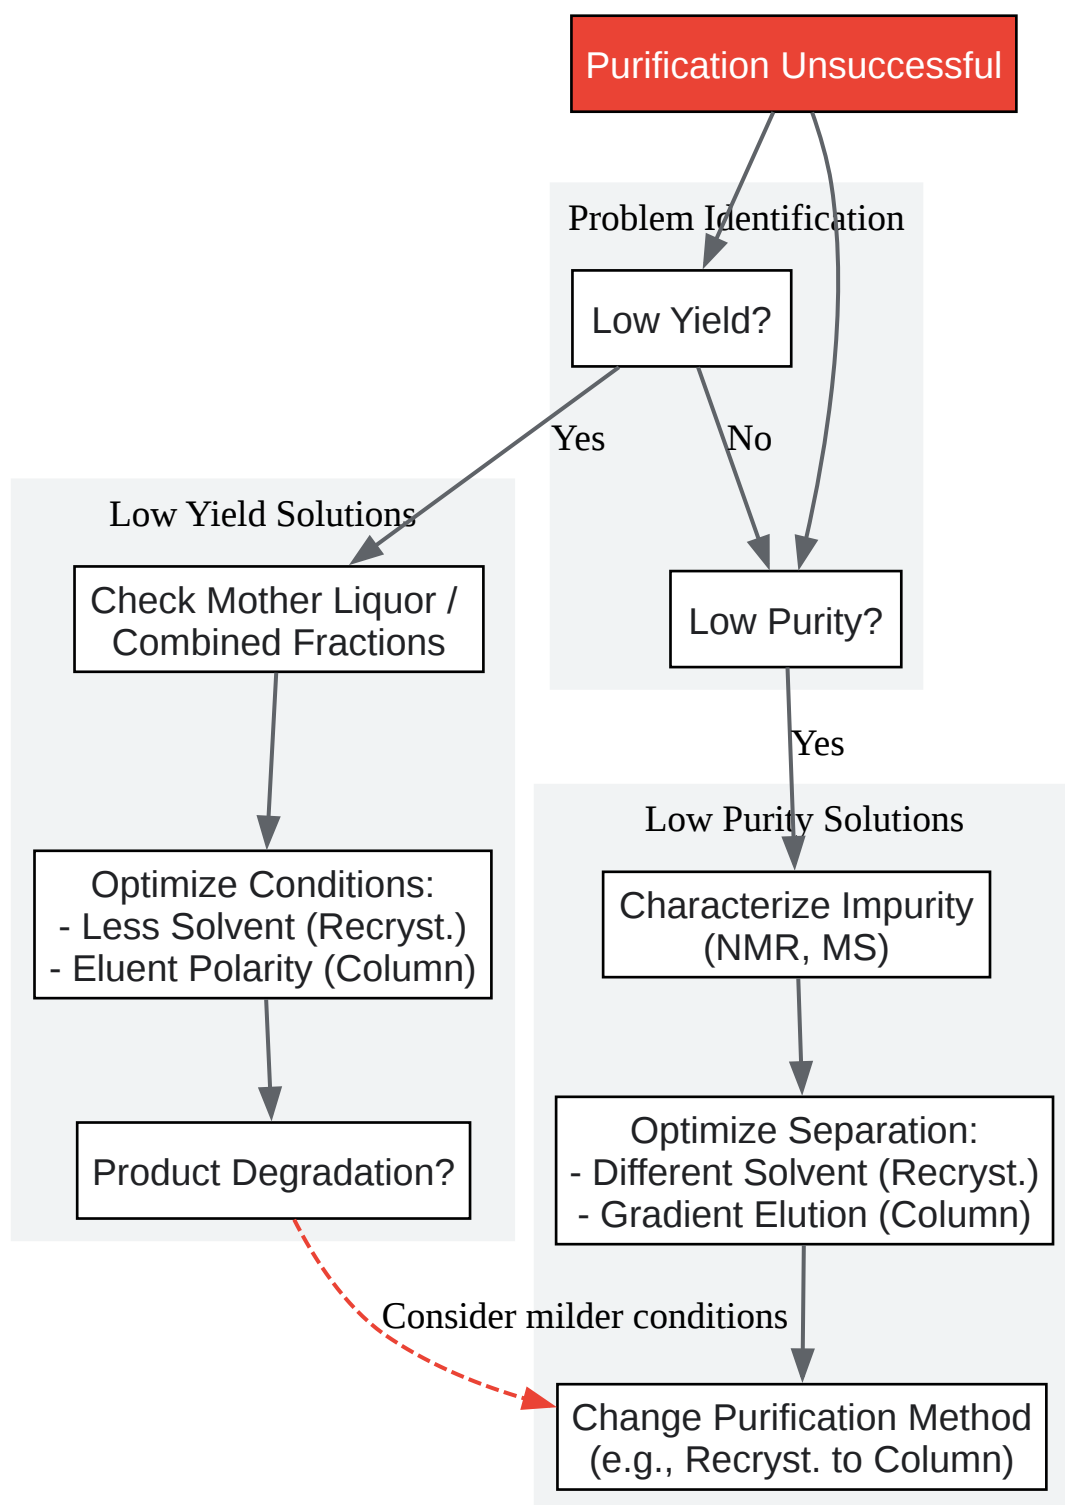 Purification Unsuccessful
Problem Identification
Low Yield?
Yes
No
Low Yield Solutions
Check Mother Liquor /
Combined Fractions
Low Purity?
Yes
Low Purity Solutions
Optimize Conditions:
- Less Solvent (Recryst.)
- Eluent Polarity (Column)
Characterize Impurity
(NMR, MS)
Product Degradation?
Optimize Separation:
- Different Solvent (Recryst.)
- Gradient Elution (Column)
Consider milder conditions
Change Purification Method
(e.g., Recryst. to Column)